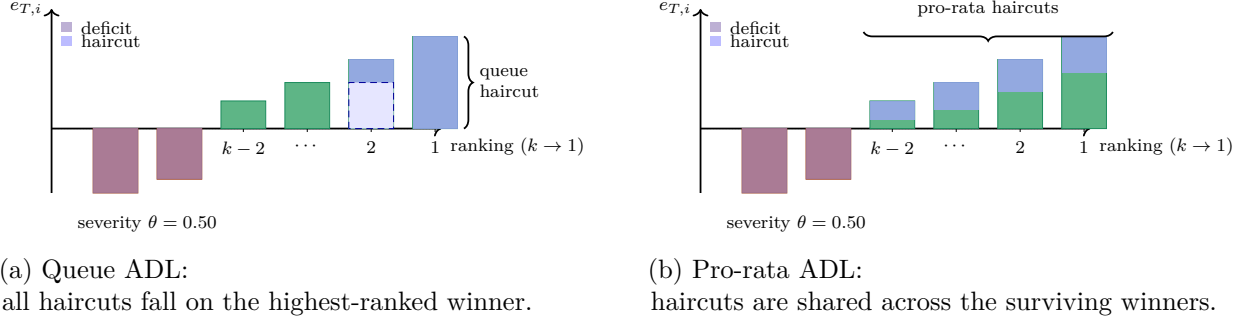 e_{T,i}
deficit
haircut
queue
haircut
k − 2
⋯
2
1
ranking (k → 1)
severity θ = 0.50
(a) Queue ADL:
all haircuts fall on the highest-ranked winner.
e_{T,i}
pro-rata haircuts
deficit
haircut
k − 2
⋯
2
1
ranking (k → 1)
severity θ = 0.50
(b) Pro-rata ADL:
haircuts are shared across the surviving winners.